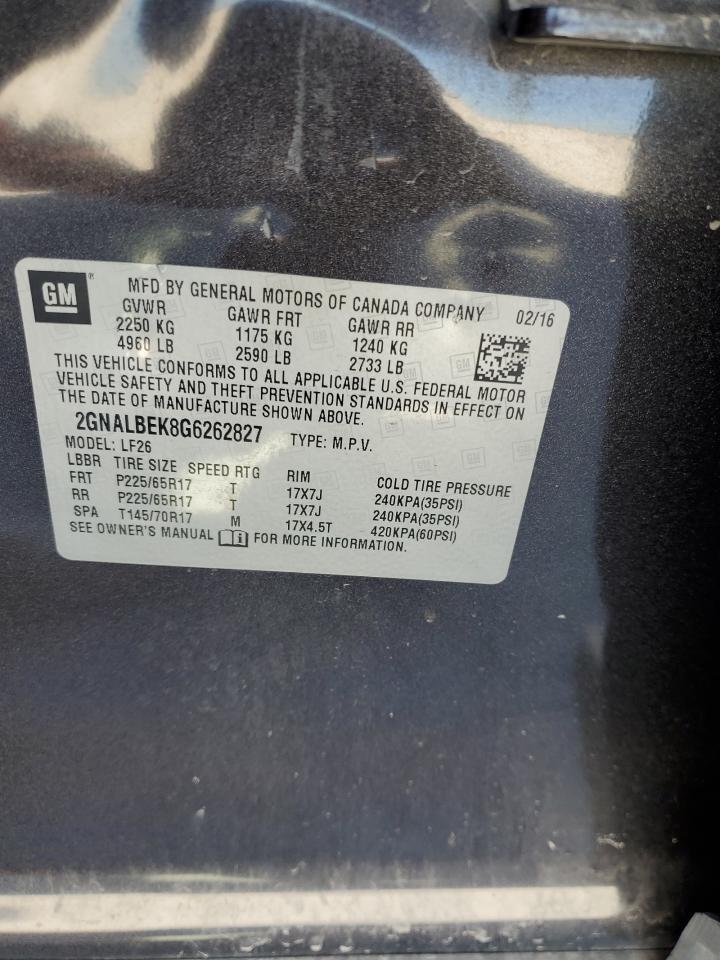 GM ®
MFD BY GENERAL MOTORS OF CANADA COMPANY 02/16
GVWR GAWR FRT GAWR RR
2250 KG 1175 KG 1240 KG
4960 LB 2590 LB 2733 LB
THIS VEHICLE CONFORMS TO ALL APPLICABLE U.S. FEDERAL MOTOR
VEHICLE SAFETY AND THEFT PREVENTION STANDARDS IN EFFECT ON
THE DATE OF MANUFACTURE SHOWN ABOVE.
2GNALBEK8G6262827 TYPE: M.P.V.
MODEL: LF26
LBBR TIRE SIZE SPEED RTG RIM COLD TIRE PRESSURE
FRT P225/65R17 T 17X7J 240KPA(35PSI)
RR P225/65R17 T 17X7J 240KPA(35PSI)
SPA T145/70R17 M 17X4.5T 420KPA(60PSI)
SEE OWNER'S MANUAL FOR MORE INFORMATION.